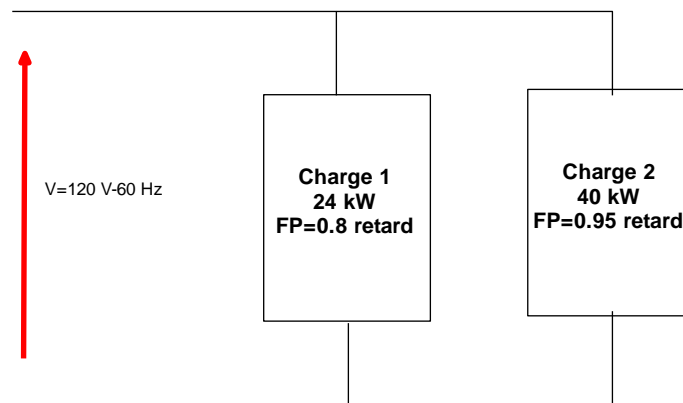 V=120 V-60 Hz
Charge 1
24 kW
FP=0.8 retard
Charge 2
40 kW
FP=0.95 retard